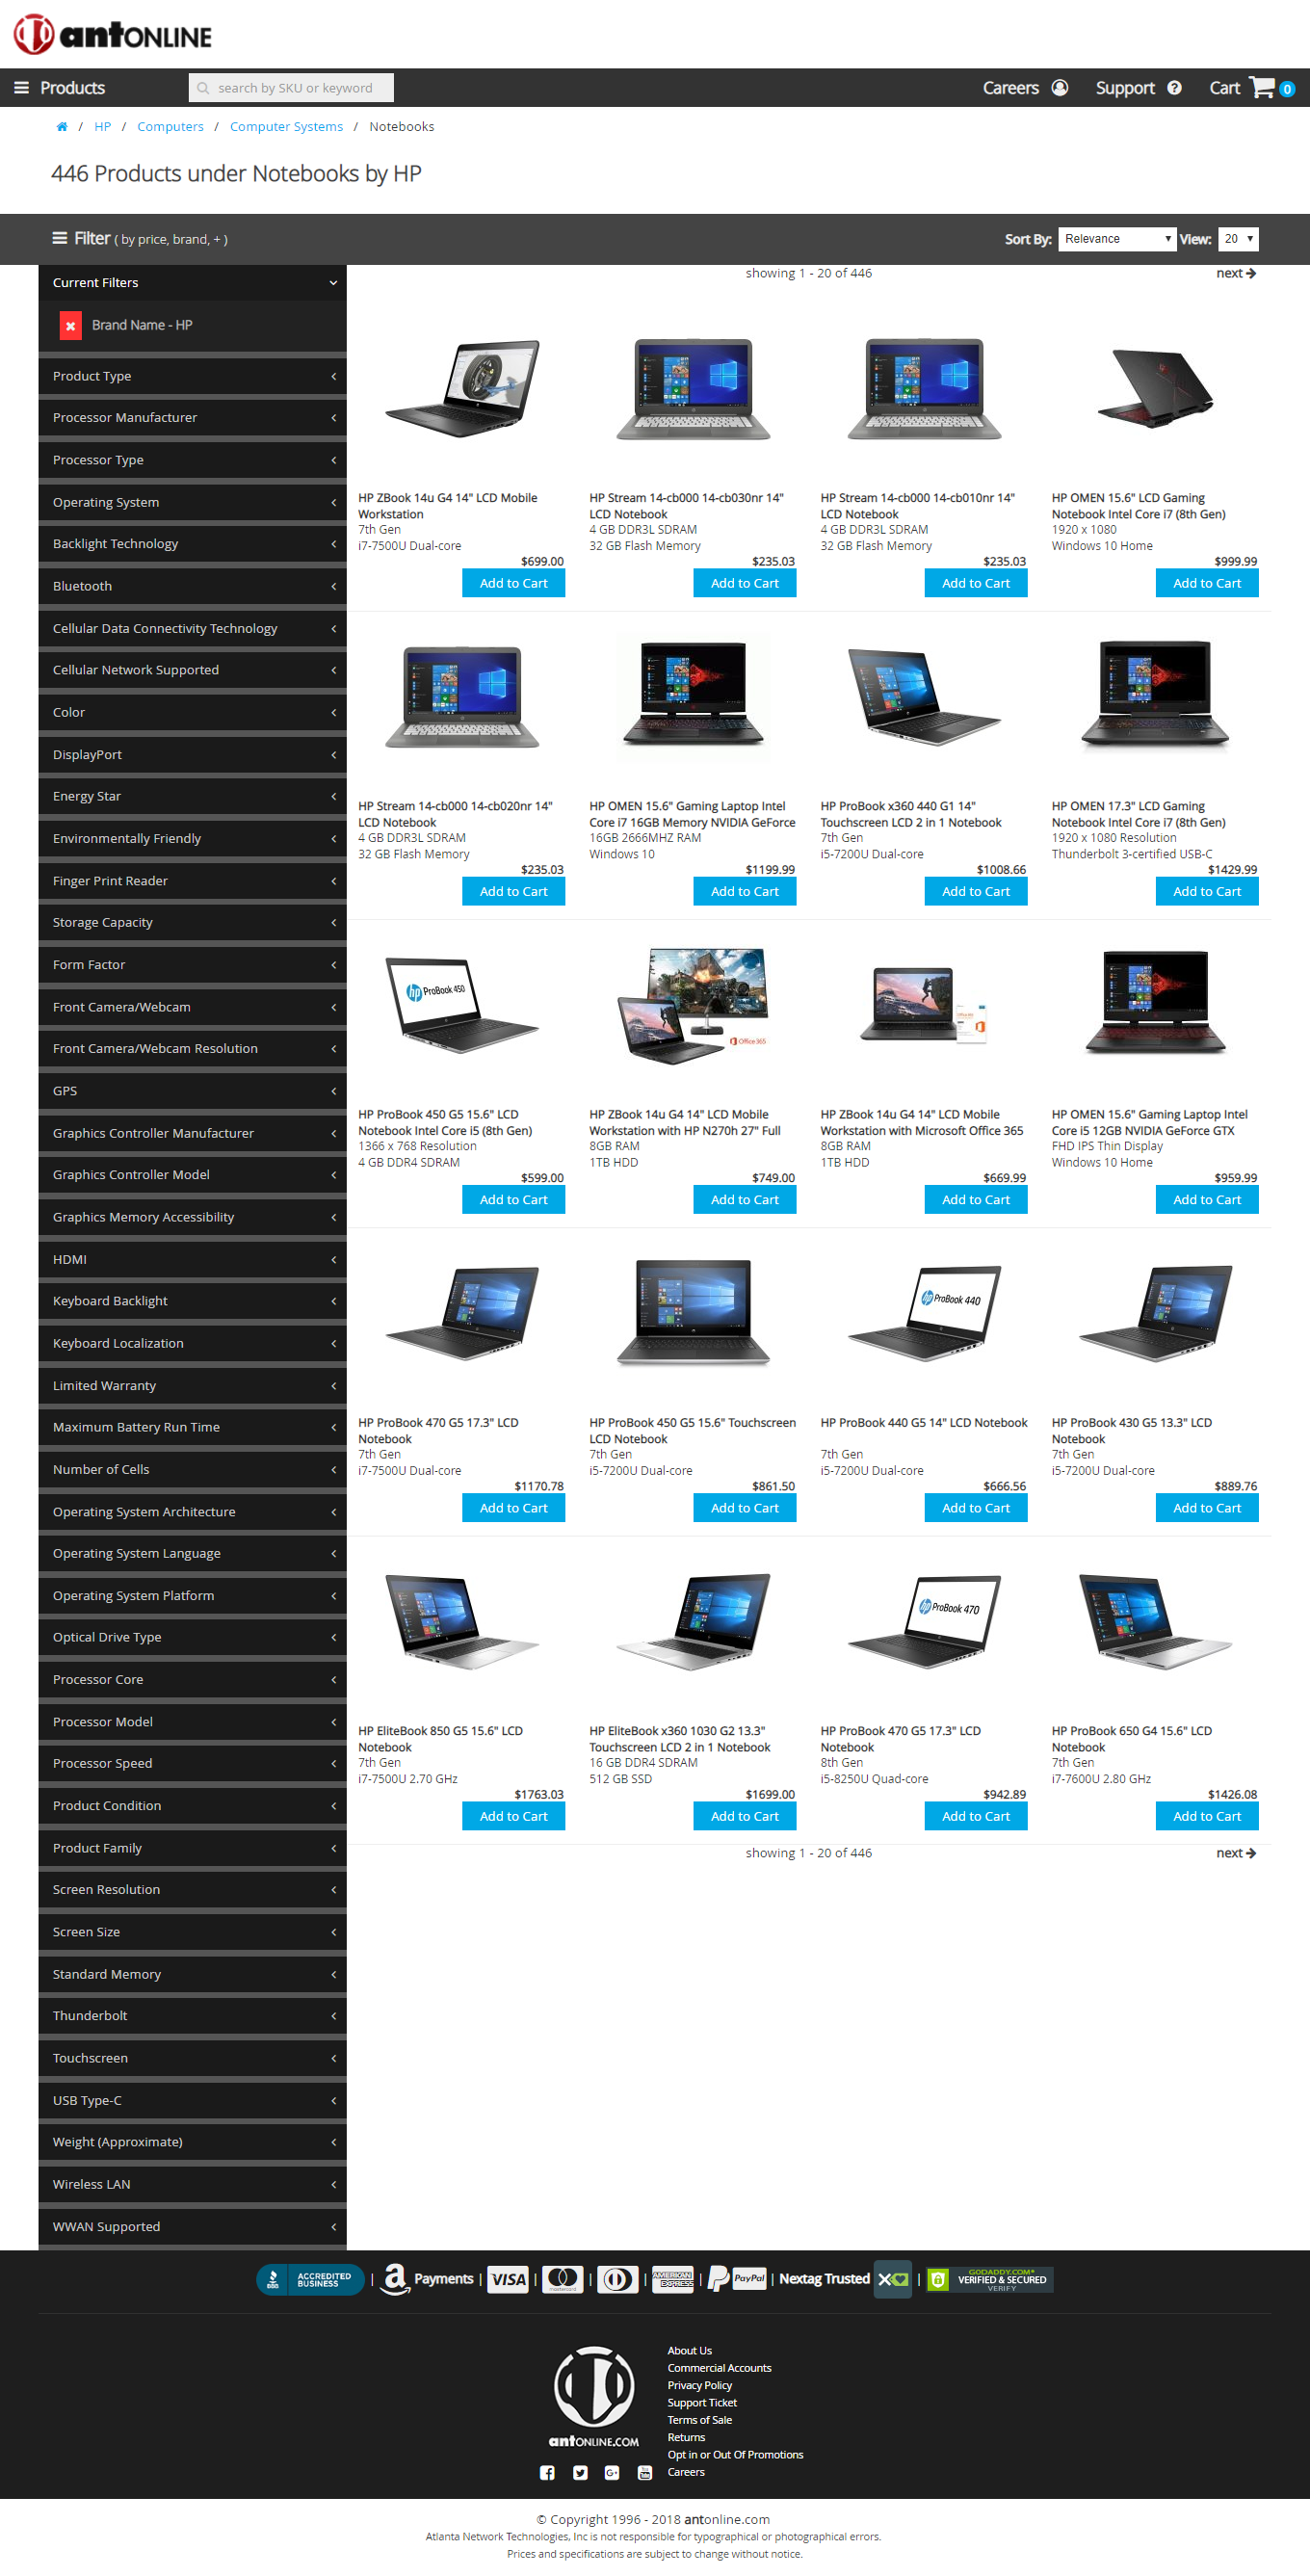 antONLINE
Products
search by SKU or keyword
Careers
Support
Cart 0
/ HP / Computers / Computer Systems / Notebooks
446 Products under Notebooks by HP
Filter ( by price, brand, + )
Sort By: Relevance View: 20
Current Filters
Brand Name - HP
Product Type
Processor Manufacturer
Processor Type
Operating System
Backlight Technology
Bluetooth
Cellular Data Connectivity Technology
Cellular Network Supported
Color
DisplayPort
Energy Star
Environmentally Friendly
Finger Print Reader
Storage Capacity
Form Factor
Front Camera/Webcam
Front Camera/Webcam Resolution
GPS
Graphics Controller Manufacturer
Graphics Controller Model
Graphics Memory Accessibility
HDMI
Keyboard Backlight
Keyboard Localization
Limited Warranty
Maximum Battery Run Time
Number of Cells
Operating System Architecture
Operating System Language
Operating System Platform
Optical Drive Type
Processor Core
Processor Model
Processor Speed
Product Condition
Product Family
Screen Resolution
Screen Size
Standard Memory
Thunderbolt
Touchscreen
USB Type-C
Weight (Approximate)
Wireless LAN
WWAN Supported
showing 1 - 20 of 446
next
HP ZBook 14u G4 14" LCD Mobile
Workstation
7th Gen
i7-7500U Dual-core
$699.00
Add to Cart
HP Stream 14-cb000 14-cb030nr 14"
LCD Notebook
4 GB DDR3L SDRAM
32 GB Flash Memory
$235.03
Add to Cart
HP Stream 14-cb000 14-cb010nr 14"
LCD Notebook
4 GB DDR3L SDRAM
32 GB Flash Memory
$235.03
Add to Cart
HP OMEN 15.6" LCD Gaming
Notebook Intel Core i7 (8th Gen)
1920 x 1080
Windows 10 Home
$999.99
Add to Cart
HP Stream 14-cb000 14-cb020nr 14"
LCD Notebook
4 GB DDR3L SDRAM
32 GB Flash Memory
$235.03
Add to Cart
HP OMEN 15.6" Gaming Laptop Intel
Core i7 16GB Memory NVIDIA GeForce
16GB 2666MHZ RAM
Windows 10
$1199.99
Add to Cart
HP ProBook x360 440 G1 14"
Touchscreen LCD 2 in 1 Notebook
7th Gen
i5-7200U Dual-core
$1008.66
Add to Cart
HP OMEN 17.3" LCD Gaming
Notebook Intel Core i7 (8th Gen)
1920 x 1080 Resolution
Thunderbolt 3-certified USB-C
$1429.99
Add to Cart
hp ProBook 450
HP ProBook 450 G5 15.6" LCD
Notebook Intel Core i5 (8th Gen)
1366 x 768 Resolution
4 GB DDR4 SDRAM
$599.00
Add to Cart
Office 365
HP ZBook 14u G4 14" LCD Mobile
Workstation with HP N270h 27" Full
8GB RAM
1TB HDD
$749.00
Add to Cart
HP ZBook 14u G4 14" LCD Mobile
Workstation with Microsoft Office 365
8GB RAM
1TB HDD
$669.99
Add to Cart
HP OMEN 15.6" Gaming Laptop Intel
Core i5 12GB NVIDIA GeForce GTX
FHD IPS Thin Display
Windows 10 Home
$959.99
Add to Cart
HP ProBook 470 G5 17.3" LCD
Notebook
7th Gen
i7-7500U Dual-core
$1170.78
Add to Cart
HP ProBook 450 G5 15.6" Touchscreen
LCD Notebook
7th Gen
i5-7200U Dual-core
$861.50
Add to Cart
hp ProBook 440
HP ProBook 440 G5 14" LCD Notebook
7th Gen
i5-7200U Dual-core
$666.56
Add to Cart
HP ProBook 430 G5 13.3" LCD
Notebook
7th Gen
i5-7200U Dual-core
$889.76
Add to Cart
HP EliteBook 850 G5 15.6" LCD
Notebook
7th Gen
i7-7500U 2.70 GHz
$1763.03
Add to Cart
HP EliteBook x360 1030 G2 13.3"
Touchscreen LCD 2 in 1 Notebook
16 GB DDR4 SDRAM
512 GB SSD
$1699.00
Add to Cart
hp ProBook 470
HP ProBook 470 G5 17.3" LCD
Notebook
8th Gen
i5-8250U Quad-core
$942.89
Add to Cart
HP ProBook 650 G4 15.6" LCD
Notebook
7th Gen
i7-7600U 2.80 GHz
$1426.08
Add to Cart
showing 1 - 20 of 446
next
BBB ACCREDITED BUSINESS | Payments | VISA | mastercard | | AMERICAN EXPRESS | PayPal | Nextag Trusted | GODADDY.COM VERIFIED & SECURED VERIFY
antONLINE.COM
About Us
Commercial Accounts
Privacy Policy
Support Ticket
Terms of Sale
Returns
Opt in or Out Of Promotions
Careers
© Copyright 1996 - 2018 antonline.com
Atlanta Network Technologies, Inc is not responsible for typographical or photographical errors.
Prices and specifications are subject to change without notice.